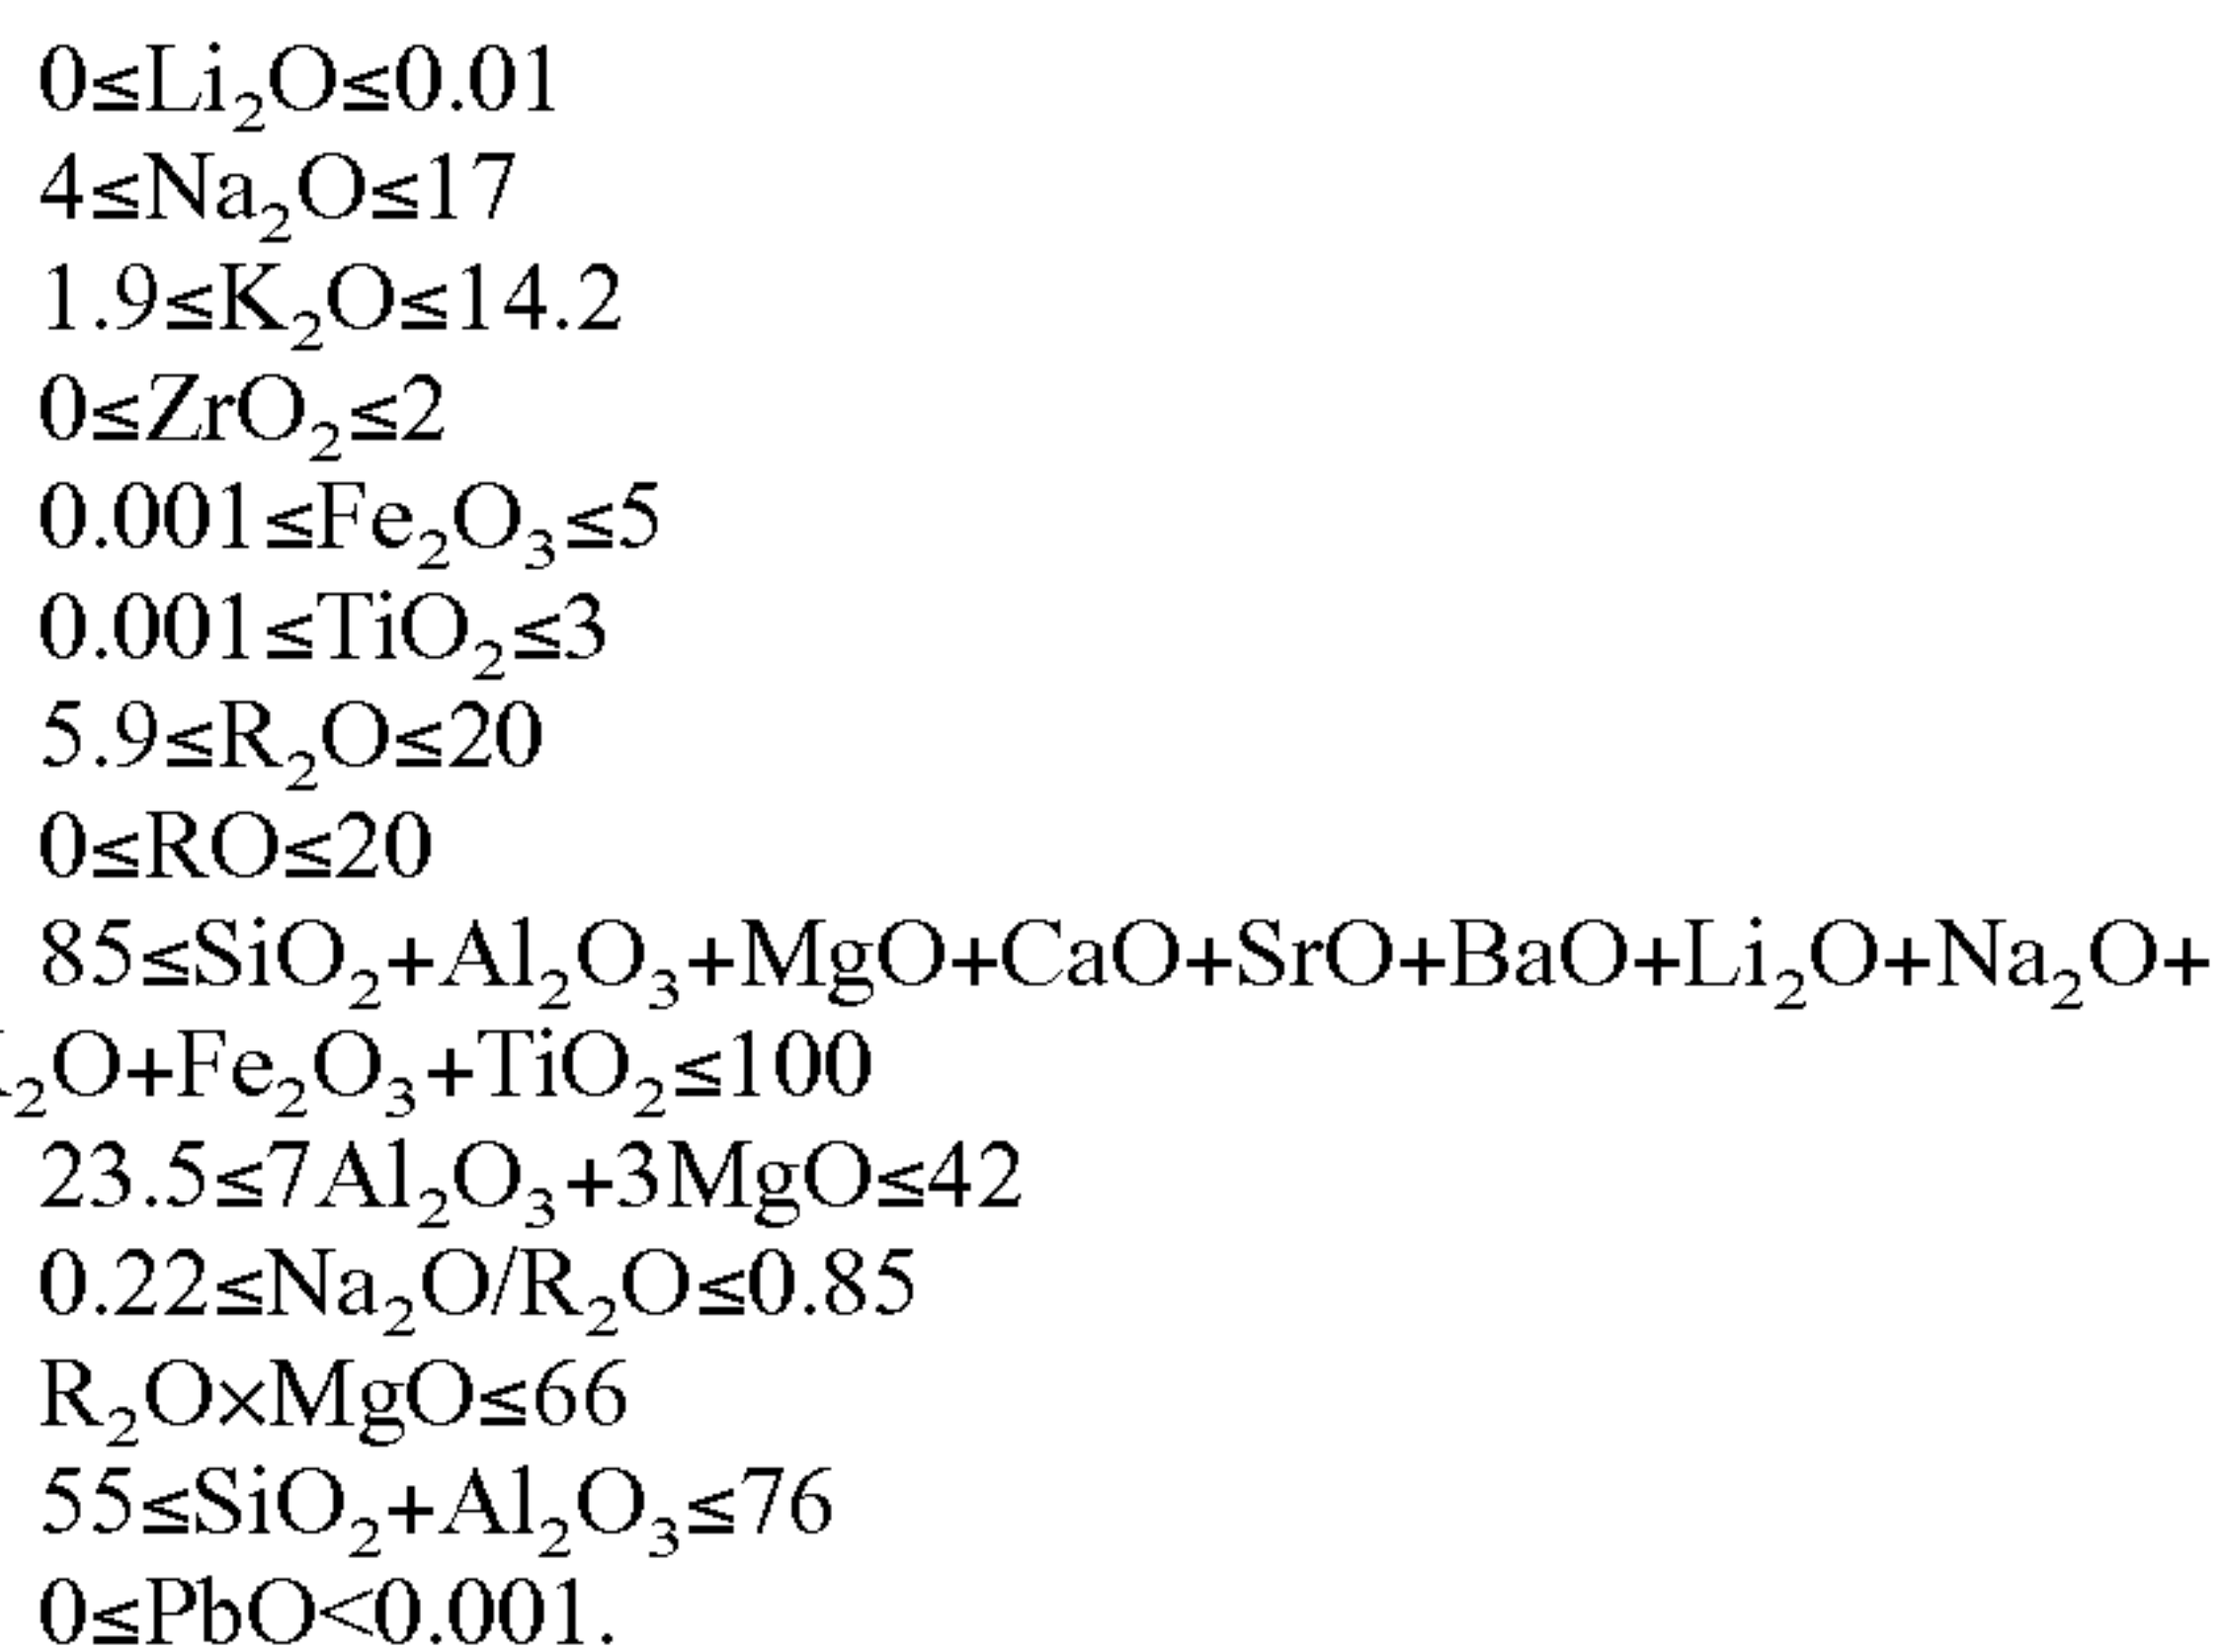 0≤Li₂O≤0.01
4≤Na₂O≤17
1.9≤K₂O≤14.2
0≤ZrO₂≤2
0.001≤Fe₂O₃≤5
0.001≤TiO₂≤3
5.9≤R₂O≤20
0≤RO≤20
85≤SiO₂+Al₂O₃+MgO+CaO+SrO+BaO+Li₂O+Na₂O+
₂O+Fe₂O₃+TiO₂≤100
23.5≤7Al₂O₃+3MgO≤42
0.22≤Na₂O/R₂O≤0.85
R₂O×MgO≤66
55≤SiO₂+Al₂O₃≤76
0≤PbO<0.001.